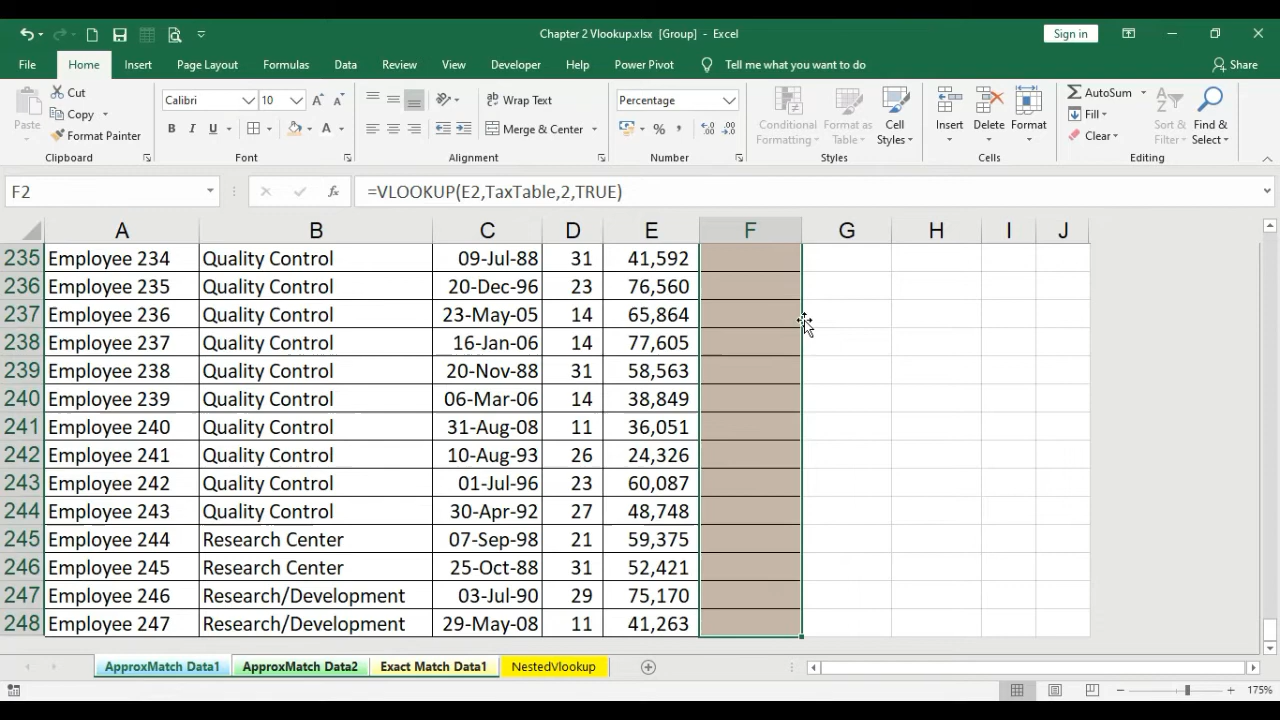 Chapter 2 Vlookup.xlsx [Group] - Excel
Sign in
File Home Insert Page Layout Formulas Data Review View Developer Help Power Pivot Tell me what you want to do Share
Paste
Cut
Copy
Format Painter
Clipboard
Calibri 10
B I U
Font
Wrap Text
Merge & Center
Alignment
Percentage
Number
Conditional Formatting
Format as Table
Cell Styles
Styles
Insert Delete Format
Cells
AutoSum
Fill
Clear
Sort & Filter
Find & Select
Editing
F2 fx =VLOOKUP(E2,TaxTable,2,TRUE)
A B C D E F G H I J
235 Employee 234 Quality Control 09-Jul-88 31 41,592
236 Employee 235 Quality Control 20-Dec-96 23 76,560
237 Employee 236 Quality Control 23-May-05 14 65,864
238 Employee 237 Quality Control 16-Jan-06 14 77,605
239 Employee 238 Quality Control 20-Nov-88 31 58,563
240 Employee 239 Quality Control 06-Mar-06 14 38,849
241 Employee 240 Quality Control 31-Aug-08 11 36,051
242 Employee 241 Quality Control 10-Aug-93 26 24,326
243 Employee 242 Quality Control 01-Jul-96 23 60,087
244 Employee 243 Quality Control 30-Apr-92 27 48,748
245 Employee 244 Research Center 07-Sep-98 21 59,375
246 Employee 245 Research Center 25-Oct-88 31 52,421
247 Employee 246 Research/Development 03-Jul-90 29 75,170
248 Employee 247 Research/Development 29-May-08 11 41,263
ApproxMatch Data1 ApproxMatch Data2 Exact Match Data1 NestedVlookup
175%